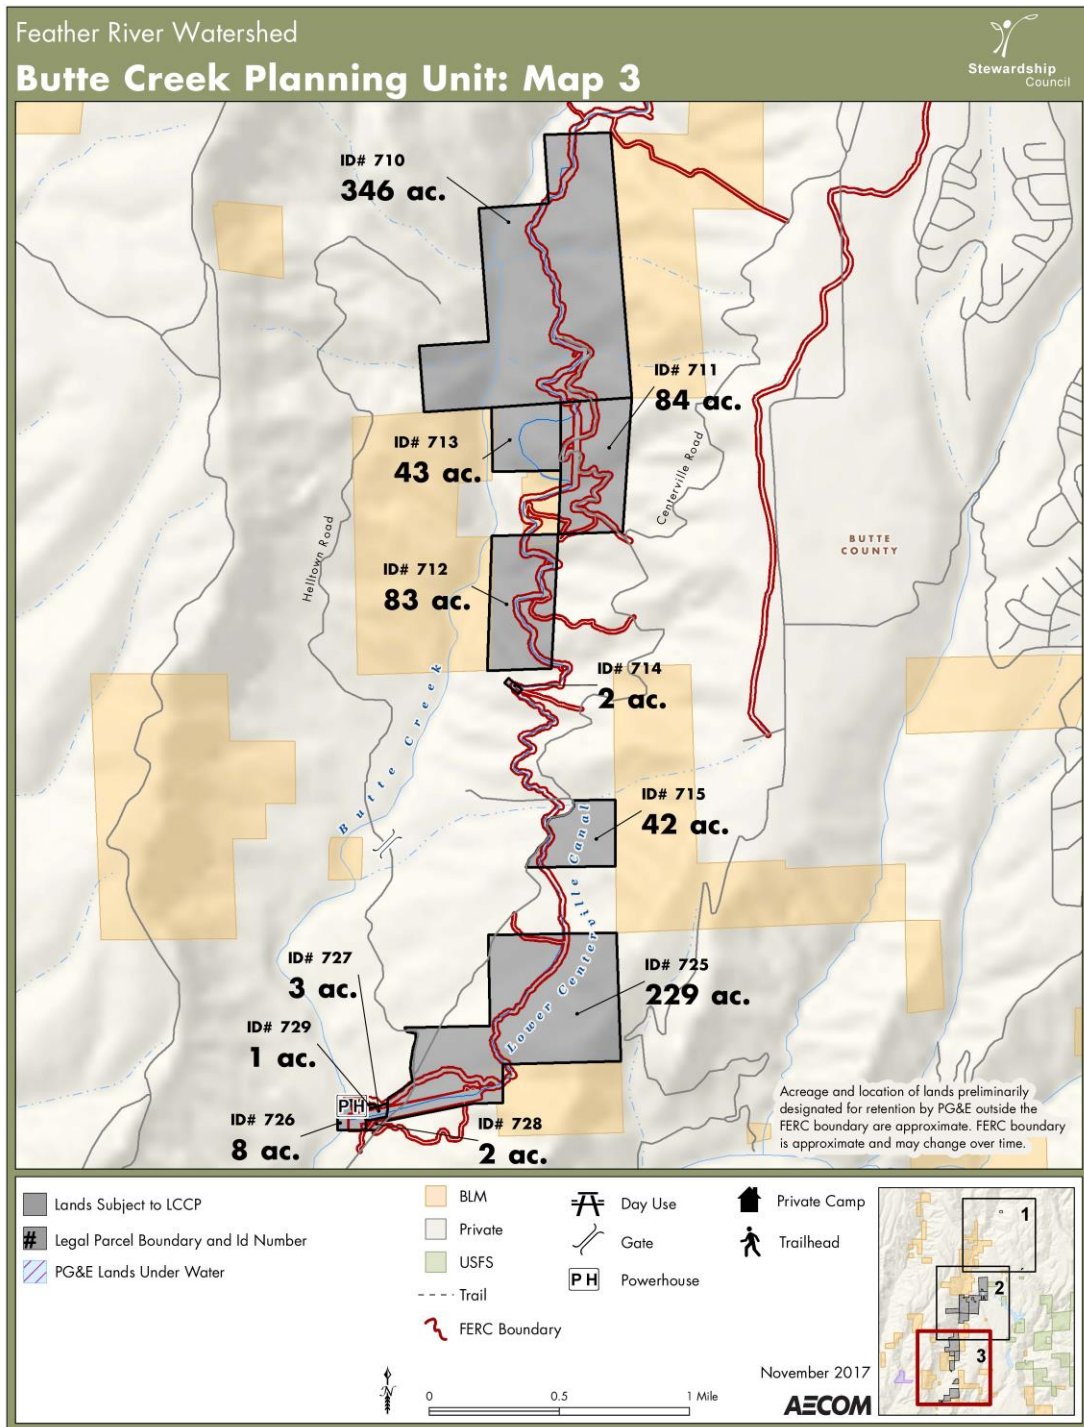 Feather River Watershed
Butte Creek Planning Unit: Map 3
Stewardship
Council
ID# 710
346 ac.
ID# 711
84 ac.
ID# 713
43 ac.
Centerville Road
Helltown Road
BUTTE
COUNTY
ID# 712
83 ac.
ID# 714
2 ac.
Butte Creek
ID# 715
42 ac.
Lower Centerville Canal
ID# 727
3 ac.
ID# 725
229 ac.
ID# 729
1 ac.
PH
ID# 726
8 ac.
ID# 728
2 ac.
Acreage and location of lands preliminarily
designated for retention by PG&E outside the
FERC boundary are approximate. FERC boundary
is approximate and may change over time.
Lands Subject to LCCP
# Legal Parcel Boundary and Id Number
PG&E Lands Under Water
BLM
Private
USFS
Trail
FERC Boundary
Day Use
Gate
PH Powerhouse
Private Camp
Trailhead
1
2
3
N
0 0.5 1 Mile
November 2017
AECOM